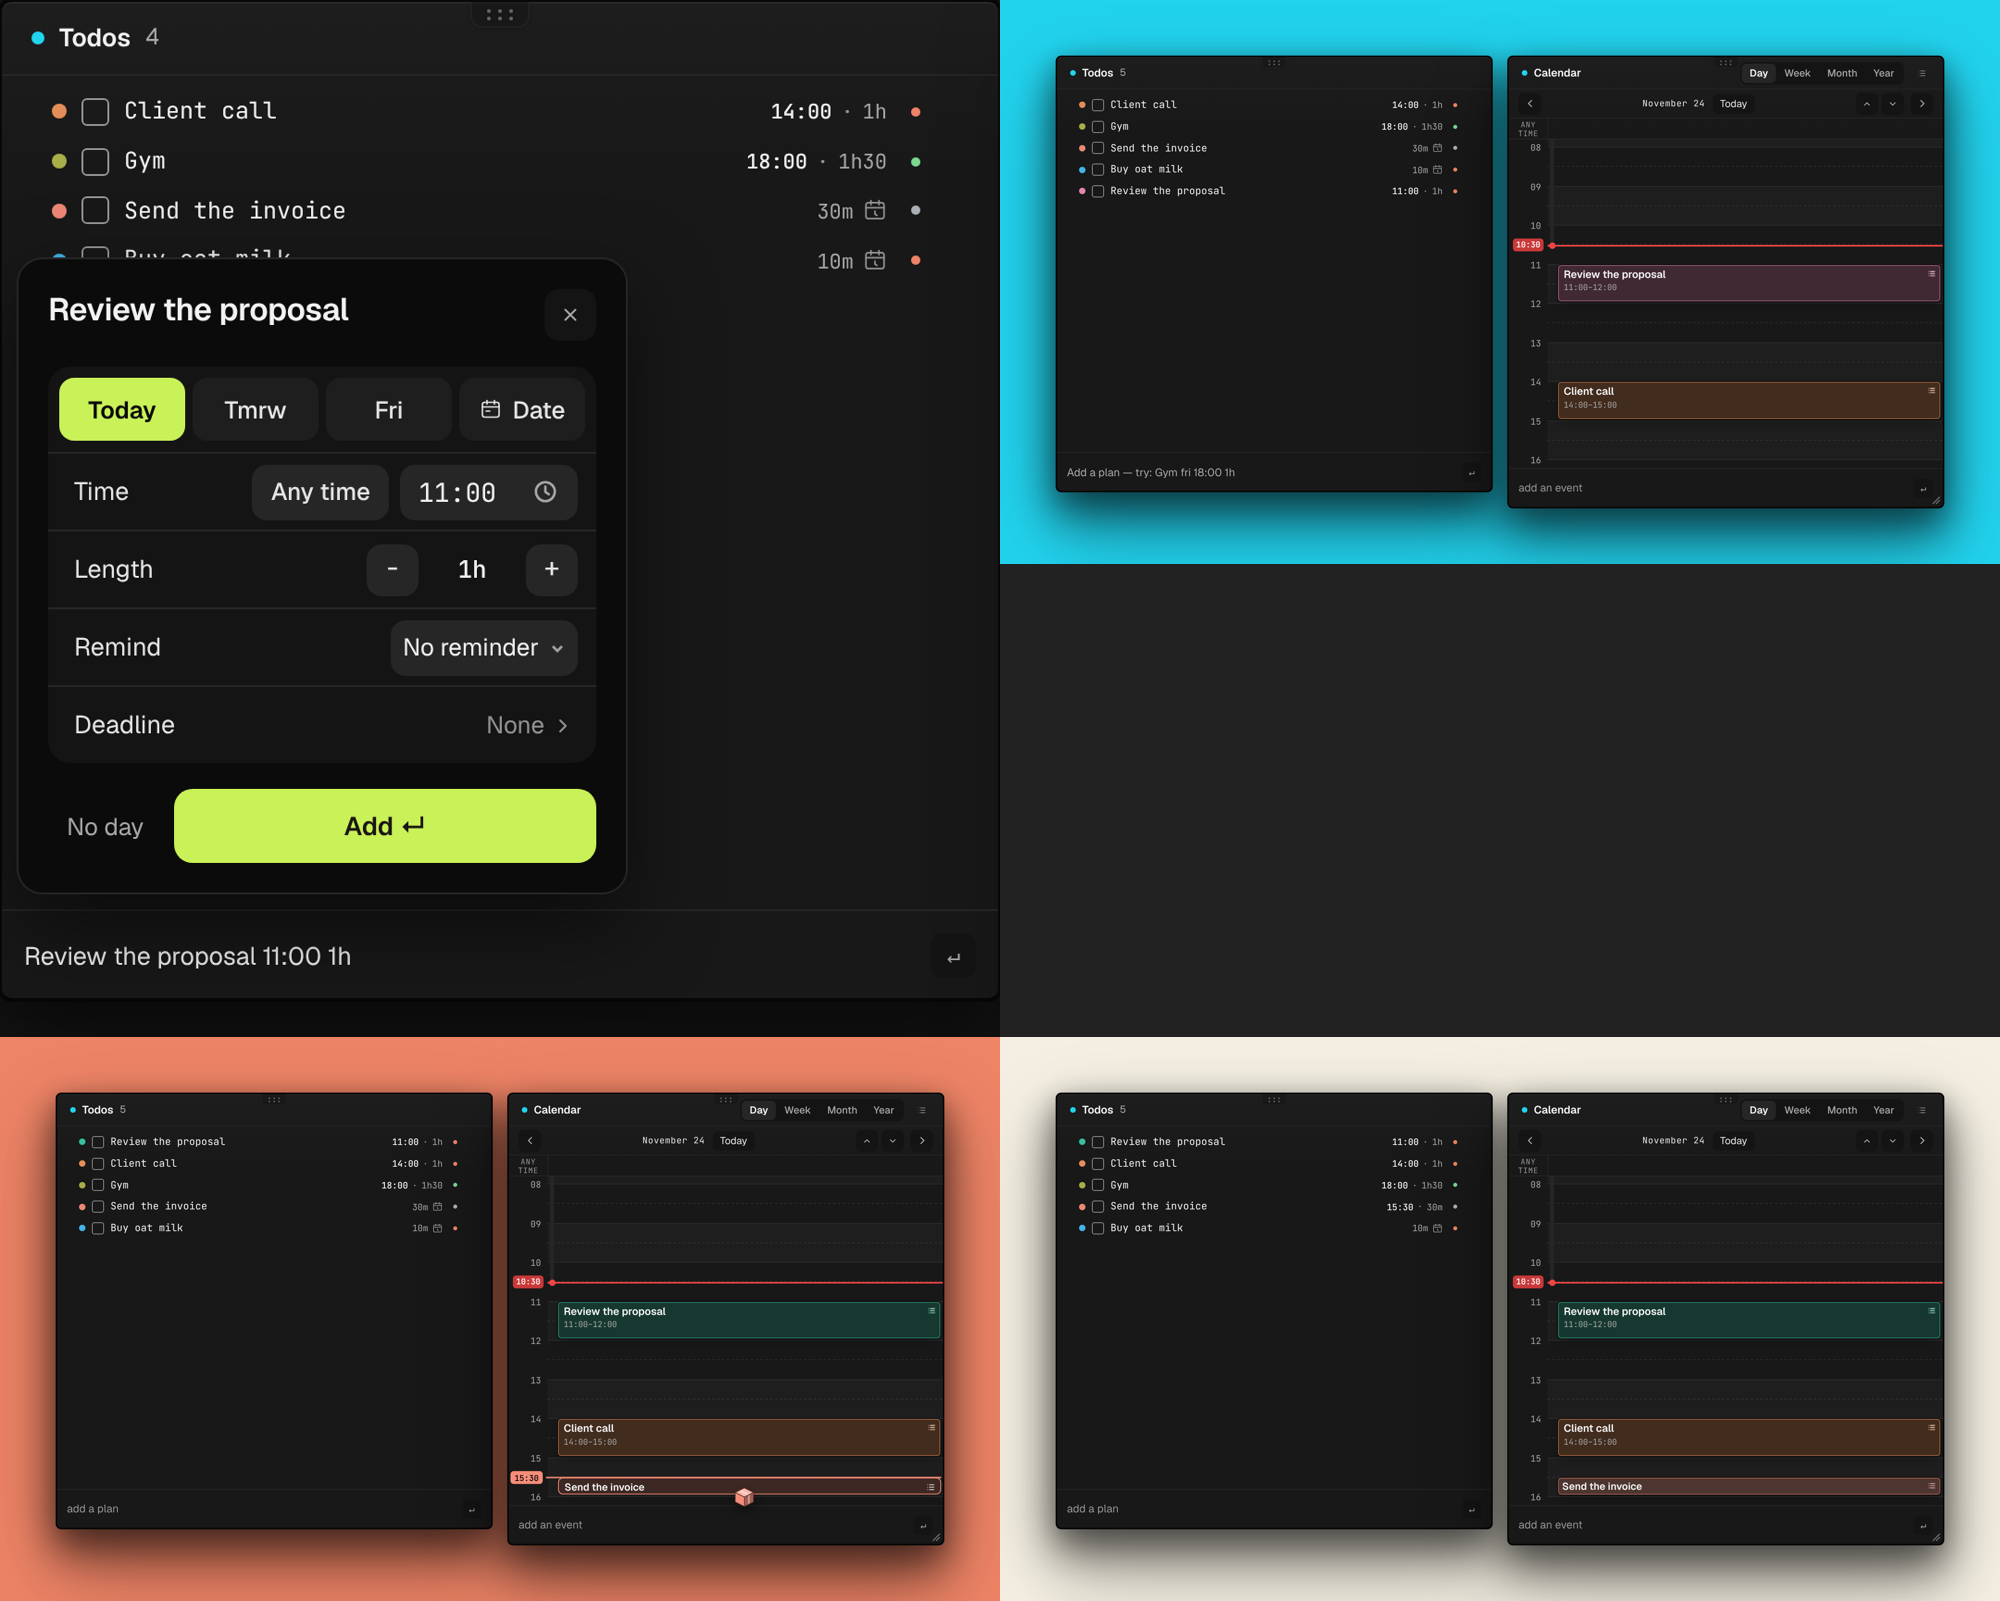 Todos 4
Client call 14:00 · 1h
Gym 18:00 · 1h30
Send the invoice 30m
Buy oat milk 10m
Review the proposal ×
Today Tmrw Fri Date
Time Any time 11:00
Length - 1h +
Remind No reminder
Deadline None >
No day Add ↵
Review the proposal 11:00 1h ↵
Todos 5
Client call 14:00 · 1h
Gym 18:00 · 1h30
Send the invoice 30m
Buy oat milk 10m
Review the proposal 11:00 · 1h
Add a plan — try: Gym fri 18:00 1h ↵
Calendar Day Week Month Year
November 24 Today
ANY
TIME
08
09
10
10:30
11
Review the proposal
11:00–12:00
12
13
14
Client call
14:00–15:00
15
16
add an event ↵
Todos 5
Review the proposal 11:00 · 1h
Client call 14:00 · 1h
Gym 18:00 · 1h30
Send the invoice 30m
Buy oat milk 10m
add a plan ↵
Calendar Day Week Month Year
November 24 Today
ANY
TIME
08
09
10
10:30
11
Review the proposal
11:00–12:00
12
13
14
Client call
14:00–15:00
15
15:30
Send the invoice
16
add an event ↵
Todos 5
Review the proposal 11:00 · 1h
Client call 14:00 · 1h
Gym 18:00 · 1h30
Send the invoice 15:30 · 30m
Buy oat milk 10m
add a plan ↵
Calendar Day Week Month Year
November 24 Today
ANY
TIME
08
09
10
10:30
11
Review the proposal
11:00–12:00
12
13
14
Client call
14:00–15:00
15
Send the invoice
16
add an event ↵